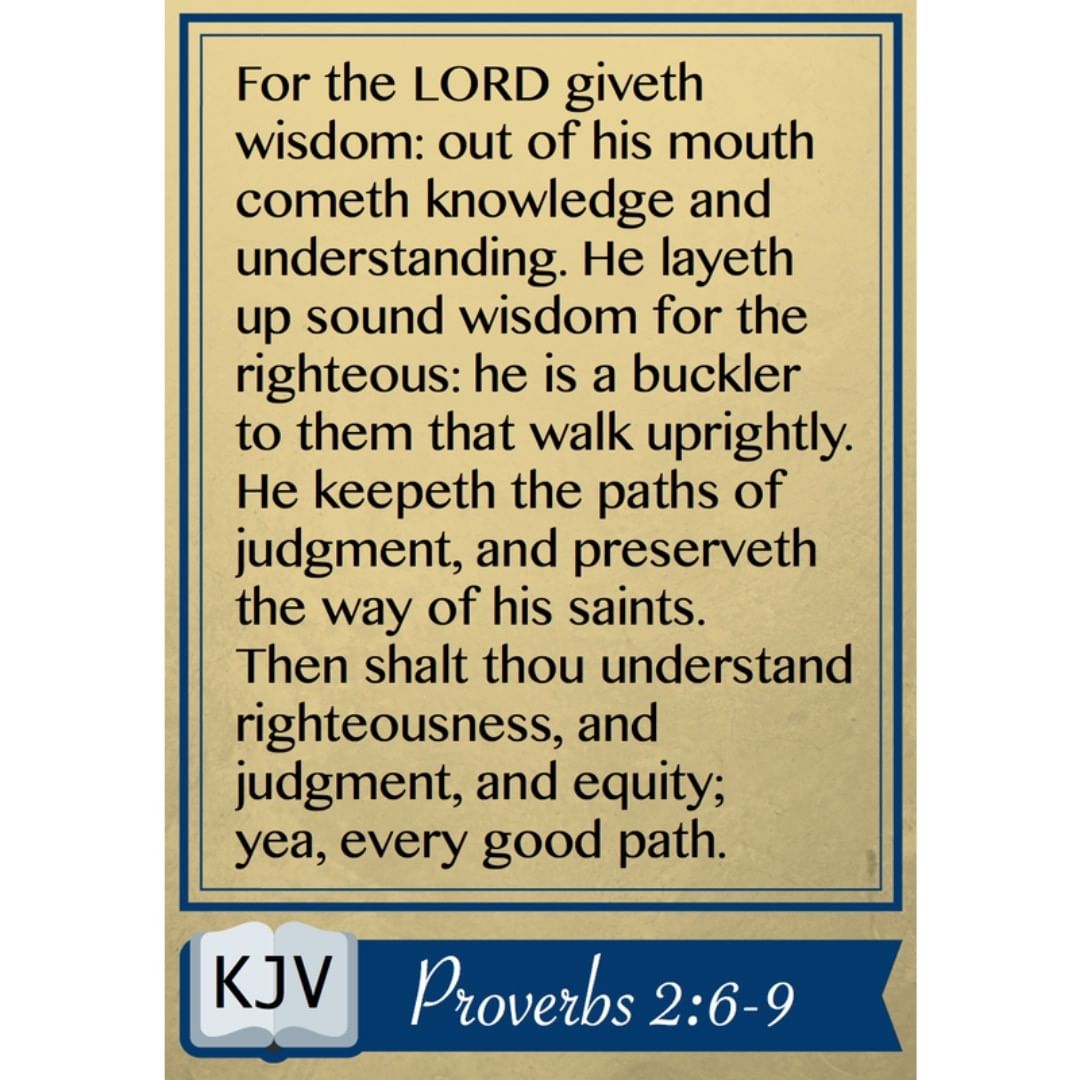 For the LORD giveth
wisdom: out of his mouth
cometh knowledge and
understanding. He layeth
up sound wisdom for the
righteous: he is a buckler
to them that walk uprightly.
He keepeth the paths of
judgment, and preserveth
the way of his saints.
Then shalt thou understand
righteousness, and
judgment, and equity;
yea, every good path.
KJV
Proverbs 2:6-9